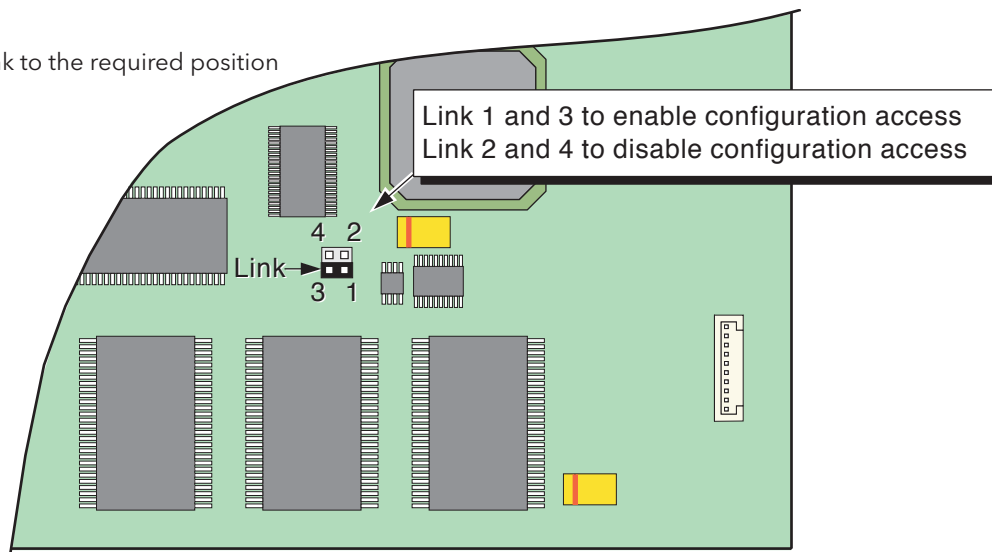 to the required position
Link 1 and 3 to enable configuration access
Link 2 and 4 to disable configuration access
4 2
Link
3 1